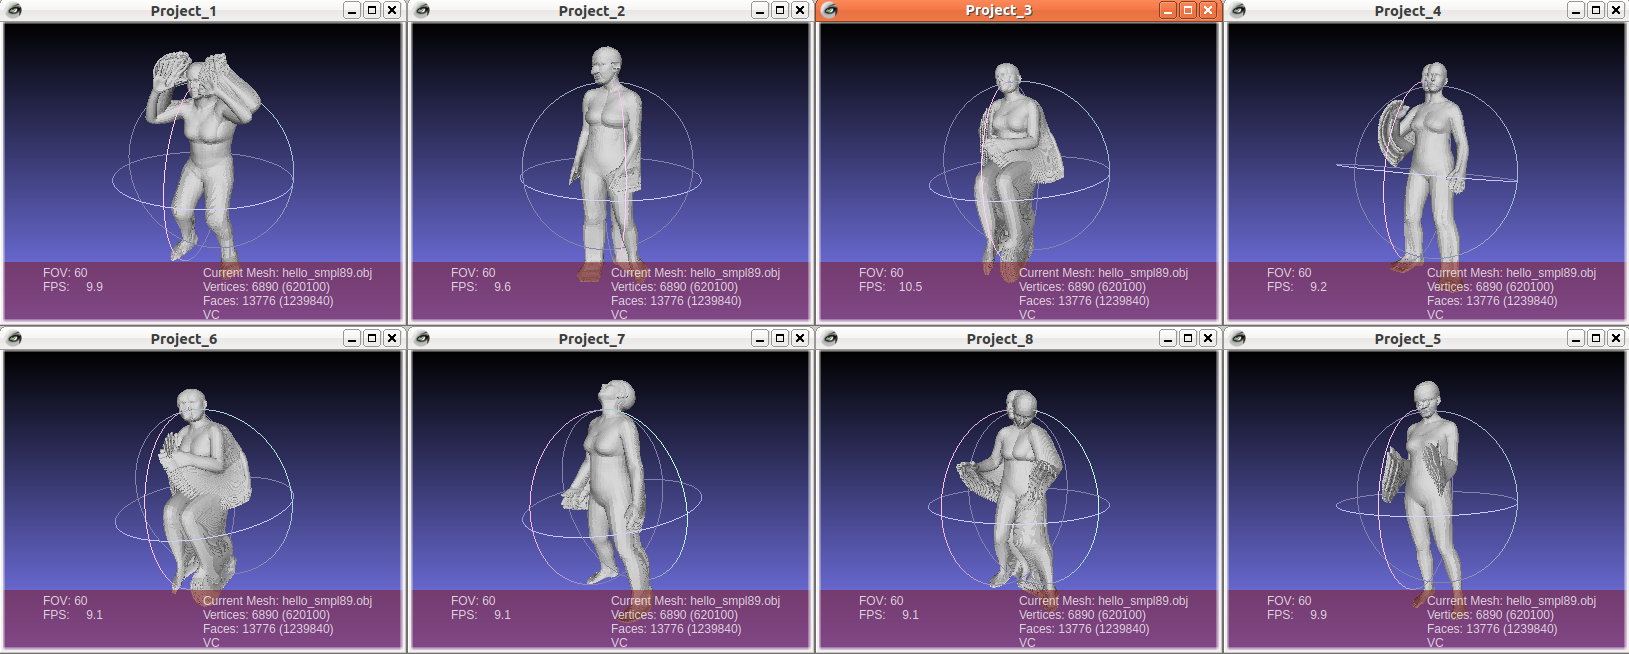 Project_1
FOV: 60
FPS: 9.9
Current Mesh: hello_smpl89.obj
Vertices: 6890 (620100)
Faces: 13776 (1239840)
VC
Project_2
FOV: 60
FPS: 9.6
Current Mesh: hello_smpl89.obj
Vertices: 6890 (620100)
Faces: 13776 (1239840)
VC
Project_3
FOV: 60
FPS: 10.5
Current Mesh: hello_smpl89.obj
Vertices: 6890 (620100)
Faces: 13776 (1239840)
VC
Project_4
FOV: 60
FPS: 9.2
Current Mesh: hello_smpl89.obj
Vertices: 6890 (620100)
Faces: 13776 (1239840)
VC
Project_6
FOV: 60
FPS: 9.1
Current Mesh: hello_smpl89.obj
Vertices: 6890 (620100)
Faces: 13776 (1239840)
VC
Project_7
FOV: 60
FPS: 9.1
Current Mesh: hello_smpl89.obj
Vertices: 6890 (620100)
Faces: 13776 (1239840)
VC
Project_8
FOV: 60
FPS: 9.1
Current Mesh: hello_smpl89.obj
Vertices: 6890 (620100)
Faces: 13776 (1239840)
VC
Project_5
FOV: 60
FPS: 9.9
Current Mesh: hello_smpl89.obj
Vertices: 6890 (620100)
Faces: 13776 (1239840)
VC